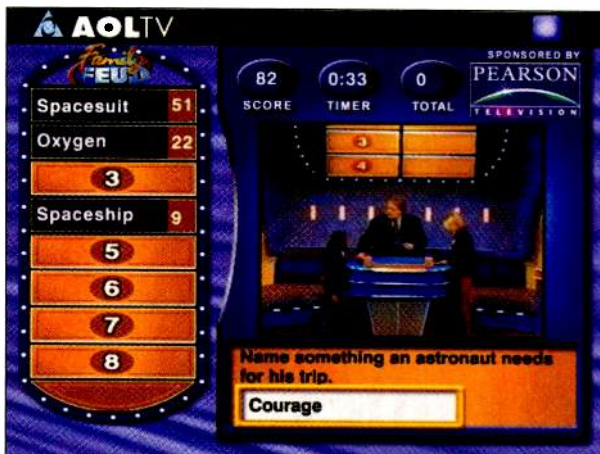 AOLTV
Family
FEUD
Spacesuit 51
Oxygen 22
3
Spaceship 9
5
6
7
8
82
SCORE
0:33
TIMER
0
TOTAL
SPONSORED BY
PEARSON
TELEVISION
3
4
Name something an astronaut needs
for his trip.
Courage